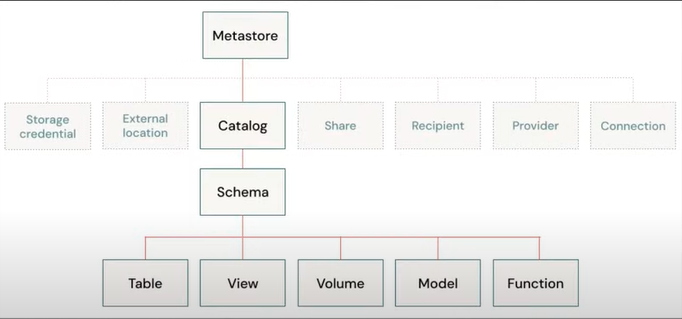 Metastore
Storage
credential
External
location
Catalog
Share
Recipient
Provider
Connection
Schema
Table
View
Volume
Model
Function